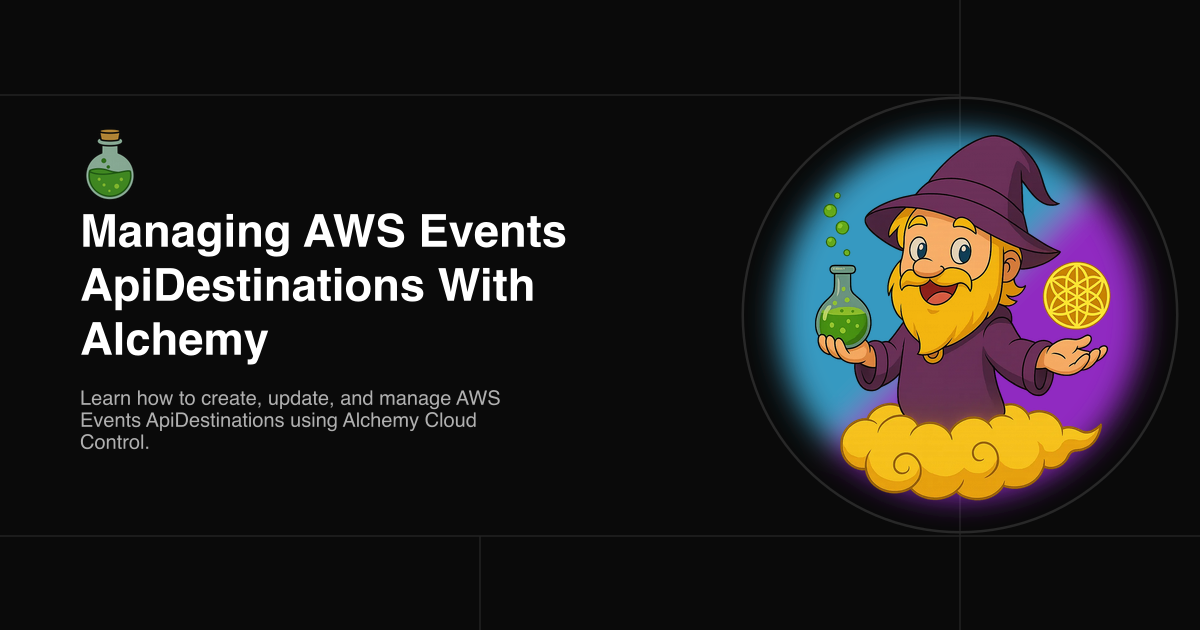 Managing AWS Events
ApiDestinations With
Alchemy
Learn how to create, update, and manage AWS
Events ApiDestinations using Alchemy Cloud
Control.